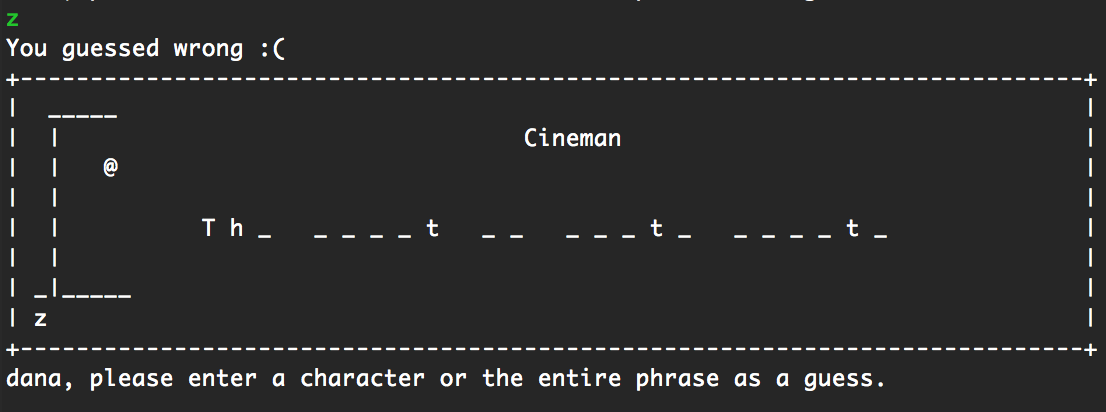 z
You guessed wrong :(
+----------------------------------------------------------------------------+
|  _____                                                                     |
|  |                                 Cineman                                 |
|  |   @                                                                     |
|  |                                                                         |
|  |          T h _   _ _ _ _ t   _ _   _ _ _ t _   _ _ _ _ t _              |
|  |                                                                         |
| _|_____                                                                    |
| z                                                                          |
+----------------------------------------------------------------------------+
dana, please enter a character or the entire phrase as a guess.